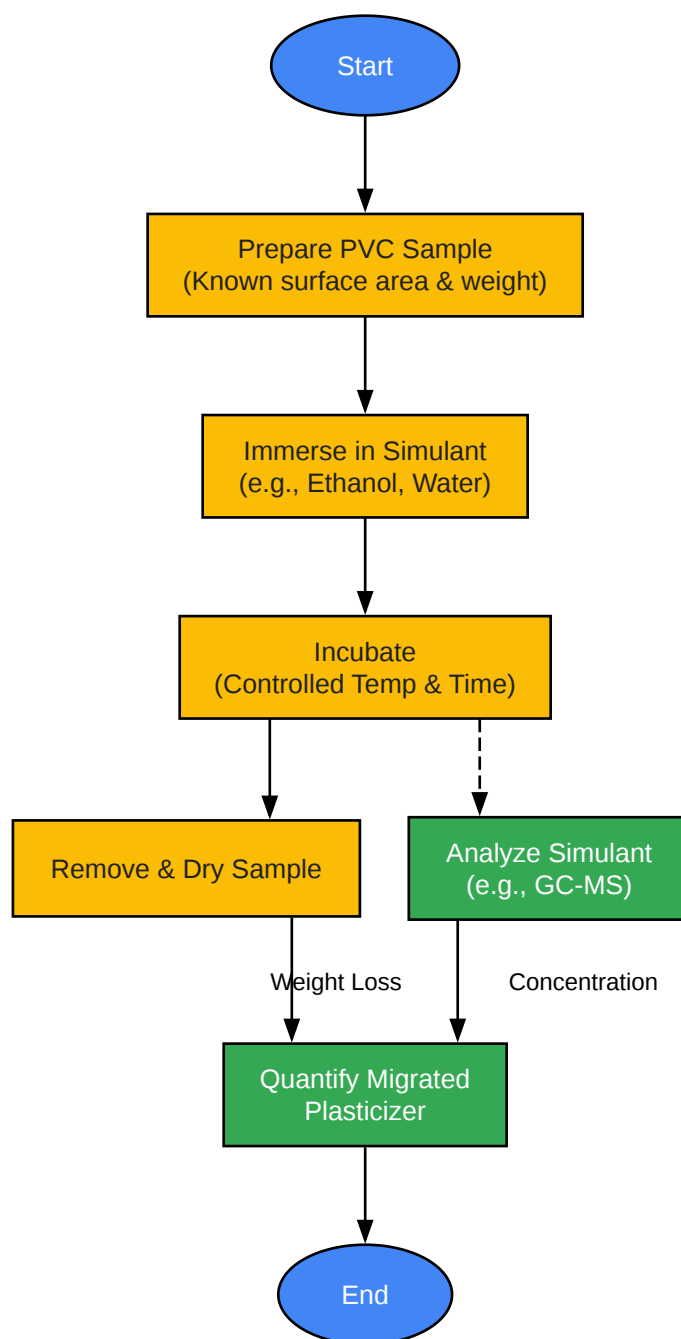 Start
Prepare PVC Sample
(Known surface area & weight)
Immerse in Simulant
(e.g., Ethanol, Water)
Incubate
(Controlled Temp & Time)
Remove & Dry Sample
Analyze Simulant
(e.g., GC-MS)
Weight Loss
Concentration
Quantify Migrated
Plasticizer
End